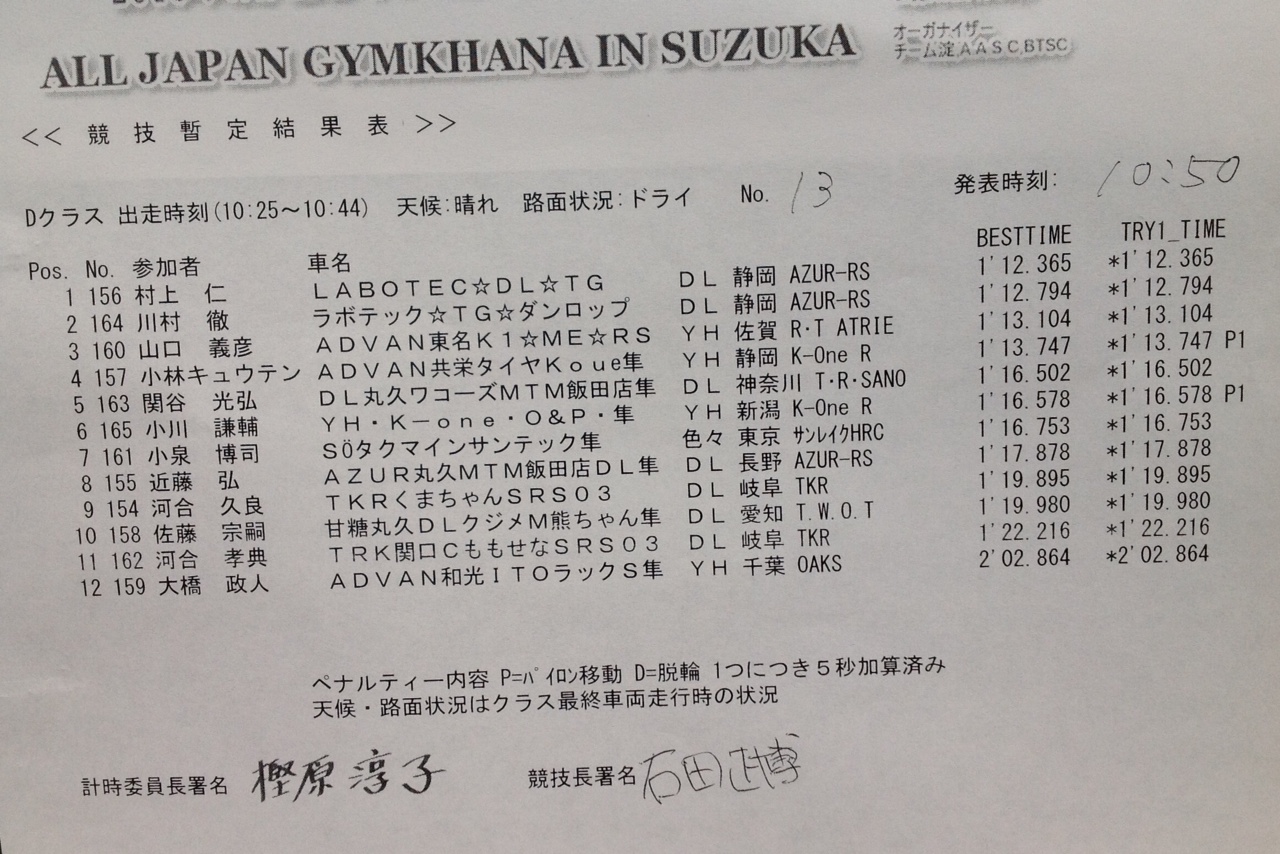 ALL JAPAN GYMKHANA IN SUZUKA
オーガナイザー
チーム淀,AASC,BTSC
<< 競技暫定結果表 >>
Dクラス 出走時刻(10:25～10:44) 天候:晴れ 路面状況:ドライ No. 13 発表時刻: 10:50
Pos. No. 参加者 車名 BESTTIME TRY1_TIME
1 156 村上 仁 ＬＡＢＯＴＥＣ☆ＤＬ☆ＴＧ ＤＬ 静岡 AZUR-RS 1'12.365 *1'12.365
2 164 川村 徹 ラボテック☆ＴＧ☆ダンロップ ＤＬ 静岡 AZUR-RS 1'12.794 *1'12.794
3 160 山口 義彦 ＡＤＶＡＮ東名Ｋ１☆ＭＥ☆ＲＳ ＹＨ 佐賀 R･T ATRIE 1'13.104 *1'13.104
4 157 小林キュウテン ＡＤＶＡＮ共栄タイヤＫｏｕｅ隼 ＹＨ 静岡 K-One R 1'13.747 *1'13.747 P1
5 163 関谷 光弘 ＤＬ丸久ワコーズＭＴＭ飯田店隼 ＤＬ 神奈川 T･R･SANO 1'16.502 *1'16.502
6 165 小川 謙輔 ＹＨ・Ｋ－ｏｎｅ・Ｏ＆Ｐ・隼 ＹＨ 新潟 K-One R 1'16.578 *1'16.578 P1
7 161 小泉 博司 SÖタクマインサンテック隼 色々 東京 ｻﾝﾚｲｸHRC 1'16.753 *1'16.753
8 155 近藤 弘 ＡＺＵＲ丸久ＭＴＭ飯田店ＤＬ隼 ＤＬ 長野 AZUR-RS 1'17.878 *1'17.878
9 154 河合 久良 ＴＫＲくまちゃんＳＲＳ０３ ＤＬ 岐阜 TKR 1'19.895 *1'19.895
10 158 佐藤 宗嗣 甘糖丸久ＤＬクジメＭ熊ちゃん隼 ＤＬ 愛知 T.W.O.T 1'19.980 *1'19.980
11 162 河合 孝典 ＴＲＫ関口ＣももせなＳＲＳ０３ ＤＬ 岐阜 TKR 1'22.216 *1'22.216
12 159 大橋 政人 ＡＤＶＡＮ和光ＩＴＯラックＳ隼 ＹＨ 千葉 OAKS 2'02.864 *2'02.864
ペナルティー内容 P=ﾊﾟｲﾛﾝ移動 D=脱輪 1つにつき５秒加算済み
天候・路面状況はクラス最終車両走行時の状況
計時委員長署名 樫原淳子 競技長署名 石田正博